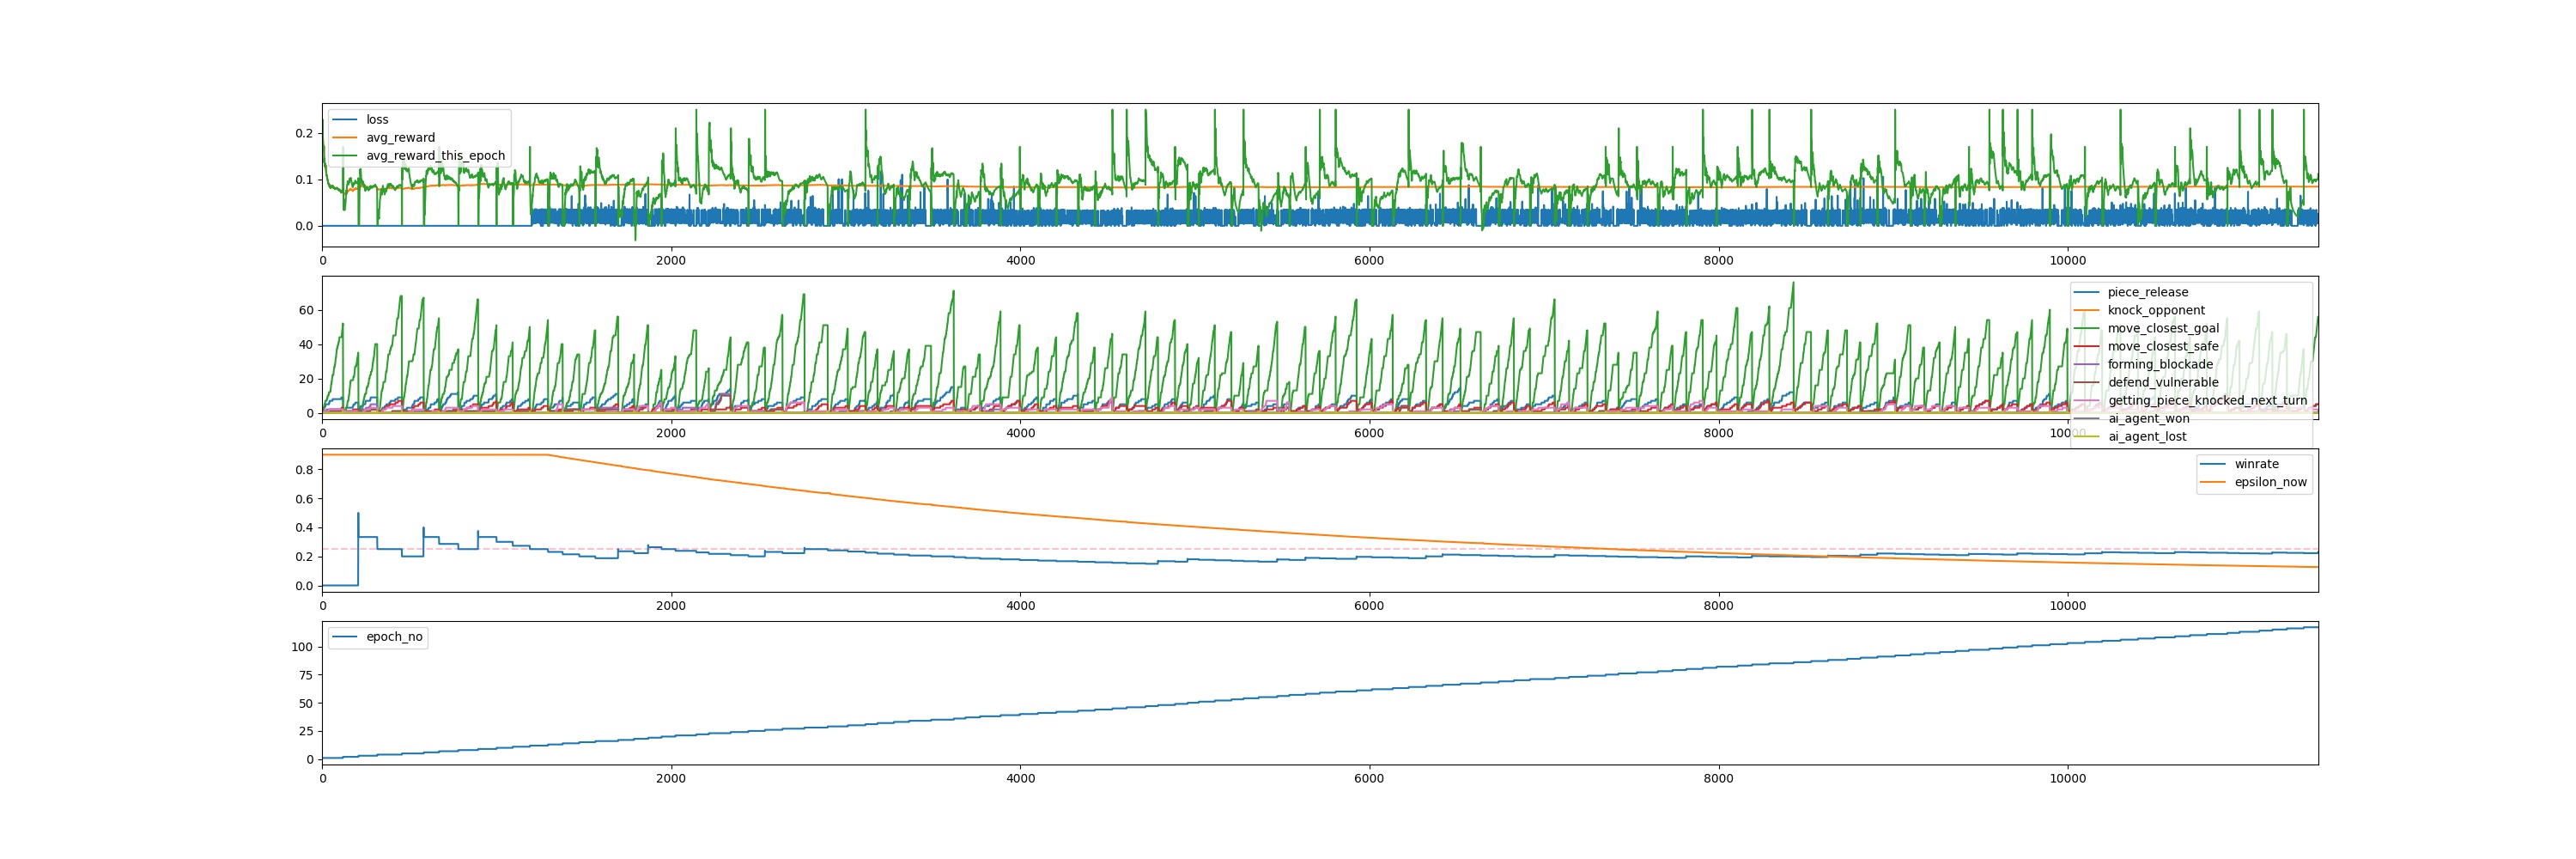 loss
avg_reward
avg_reward_this_epoch
0.2
0.1
0.0
0 2000 4000 6000 8000 10000
piece_release
knock_opponent
move_closest_goal
move_closest_safe
forming_blockade
defend_vulnerable
getting_piece_knocked_next_turn
ai_agent_won
ai_agent_lost
60
40
20
0
0 2000 4000 6000 8000 10000
winrate
epsilon_now
0.8
0.6
0.4
0.2
0.0
0 2000 4000 6000 8000 10000
epoch_no
100
75
50
25
0
0 2000 4000 6000 8000 10000